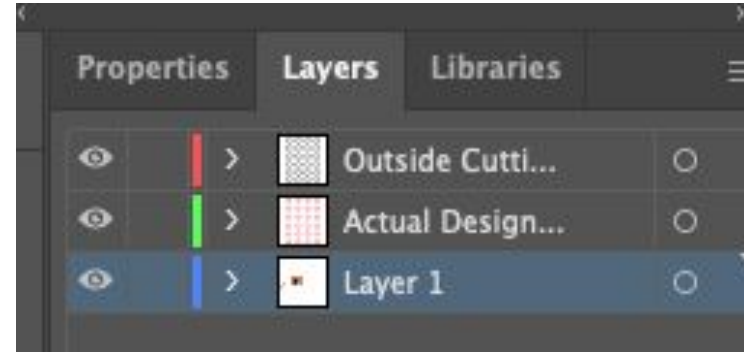 Properties Layers Libraries
Outside Cutti...
Actual Design...
Layer 1